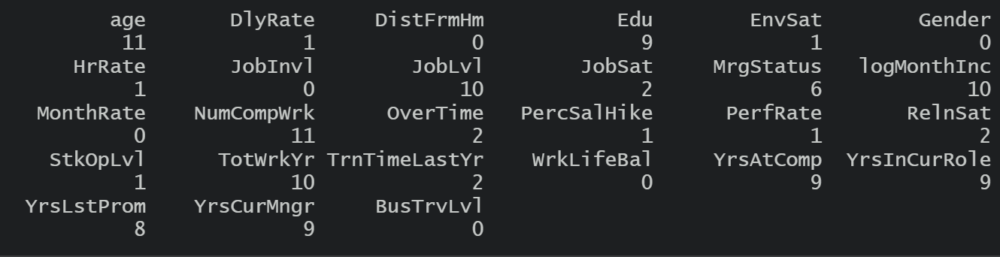 age DlyRate DistFrmHm Edu EnvSat Gender
11 1 0 9 1 0
HrRate JobInvl JobLvl JobSat MrgStatus logMonthInc
1 0 10 2 6 10
MonthRate NumCompWrk OverTime PercSalHike PerfRate RelnSat
0 11 2 1 1 2
StkOpLvl TotWrkYr TrnTimeLastYr WrkLifeBal YrsAtComp YrsInCurRole
1 10 2 0 9 9
YrsLstProm YrsCurMngr BusTrvLvl
8 9 0